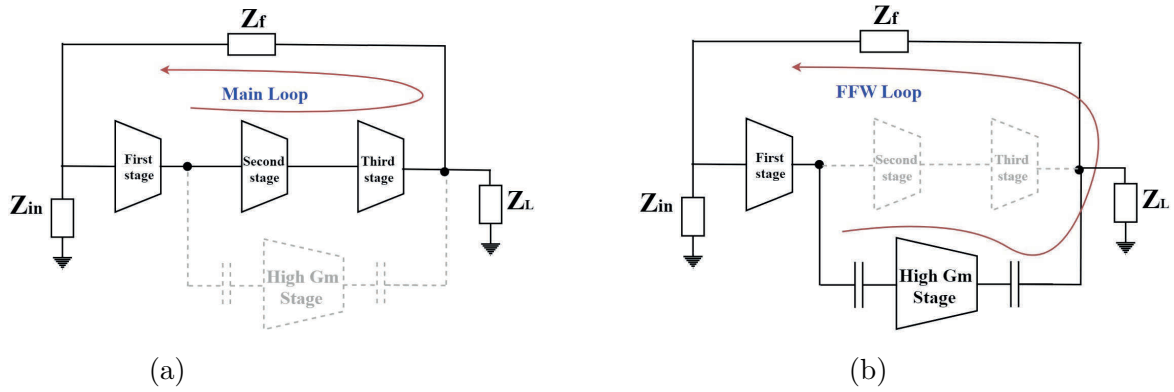 Zf
Main Loop
First
stage
Second
stage
Third
stage
Zin
ZL
High Gm
Stage
(a)
Zf
FFW Loop
First
stage
Second
stage
Third
stage
Zin
ZL
High Gm
Stage
(b)